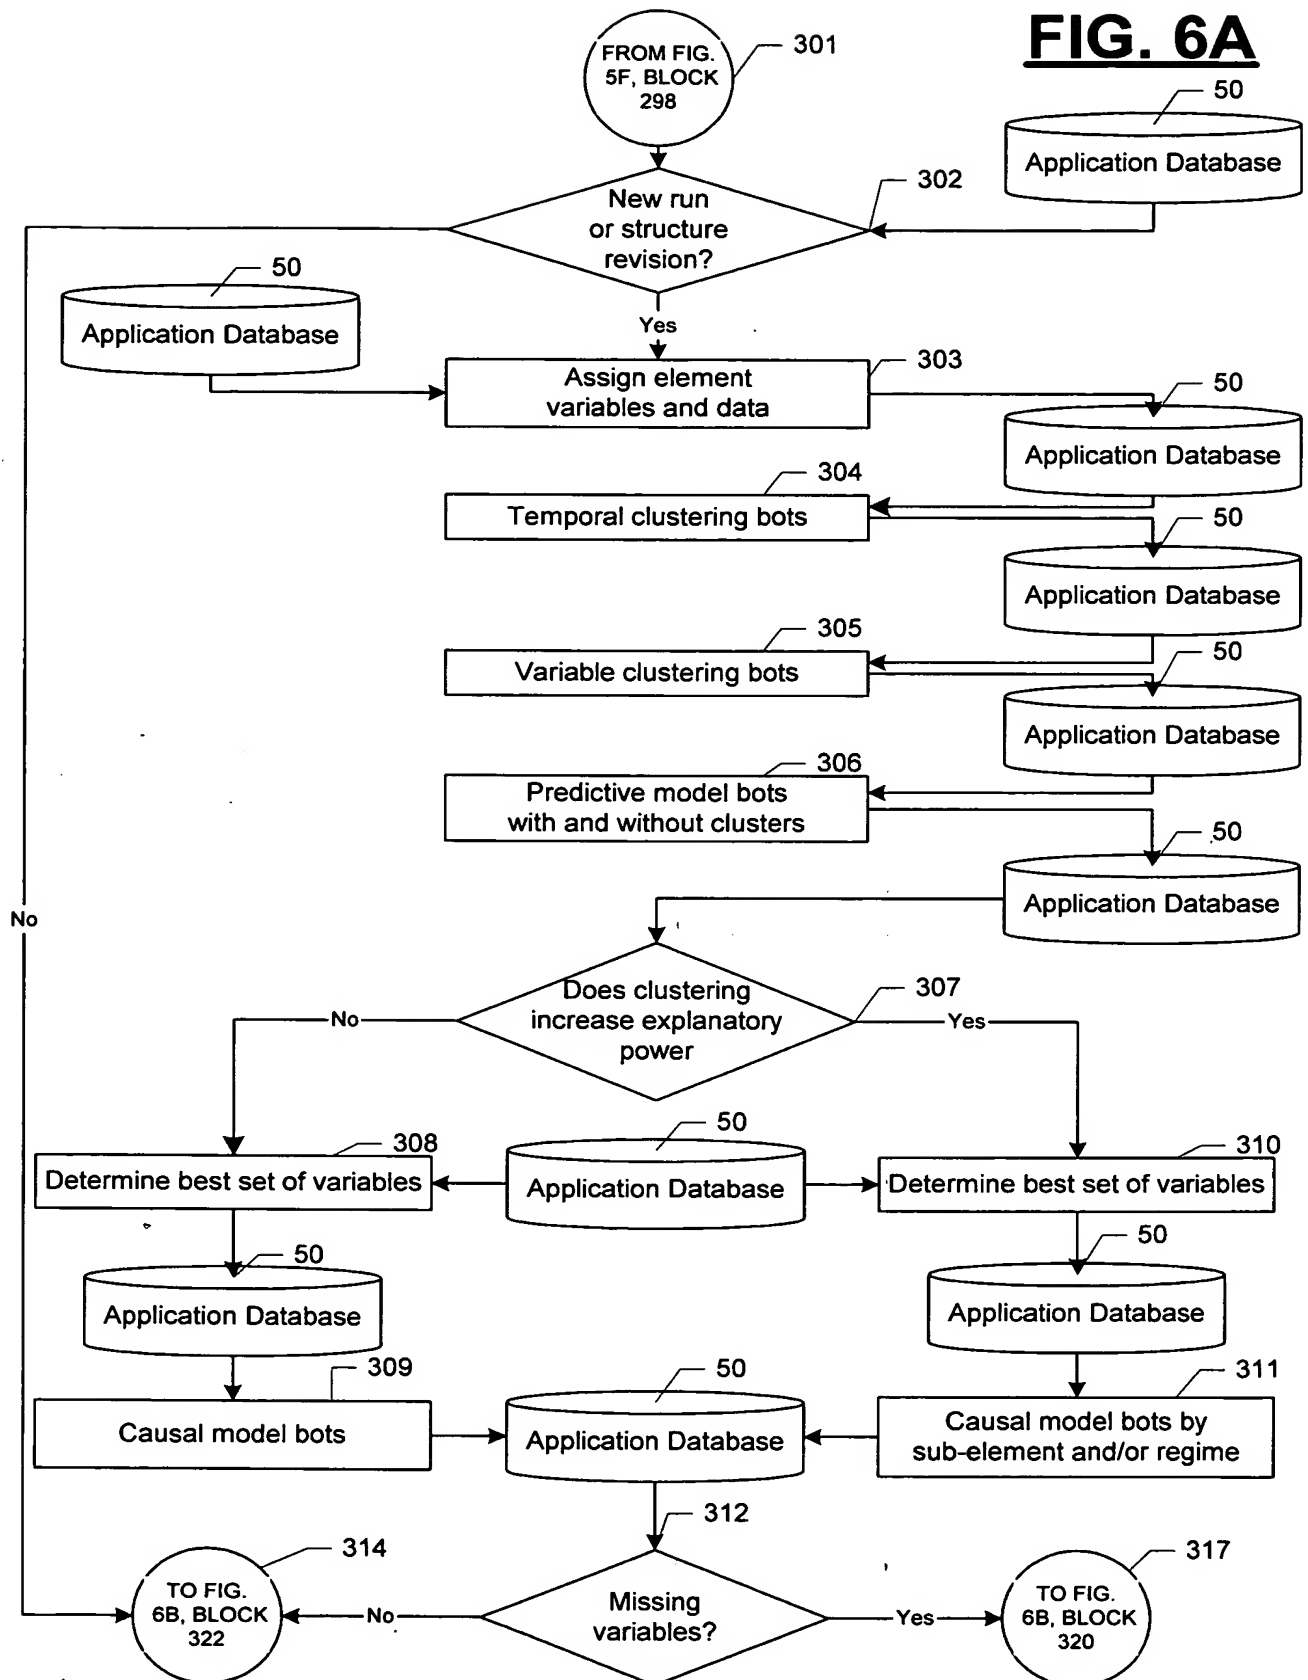 FIG. 6A
FROM FIG.
5F, BLOCK
298
301
50
Application Database
302
New run
or structure
revision?
50
Application Database
Yes
303
Assign element
variables and data
50
Application Database
304
Temporal clustering bots
50
Application Database
305
Variable clustering bots
50
Application Database
306
Predictive model bots
with and without clusters
50
Application Database
No
307
Does clustering
increase explanatory
power
No
Yes
308
Determine best set of variables
50
Application Database
310
Determine best set of variables
50
Application Database
50
Application Database
309
Causal model bots
50
Application Database
311
Causal model bots by
sub-element and/or regime
312
314
TO FIG.
6B, BLOCK
322
No
Missing
variables?
Yes
317
TO FIG.
6B, BLOCK
320